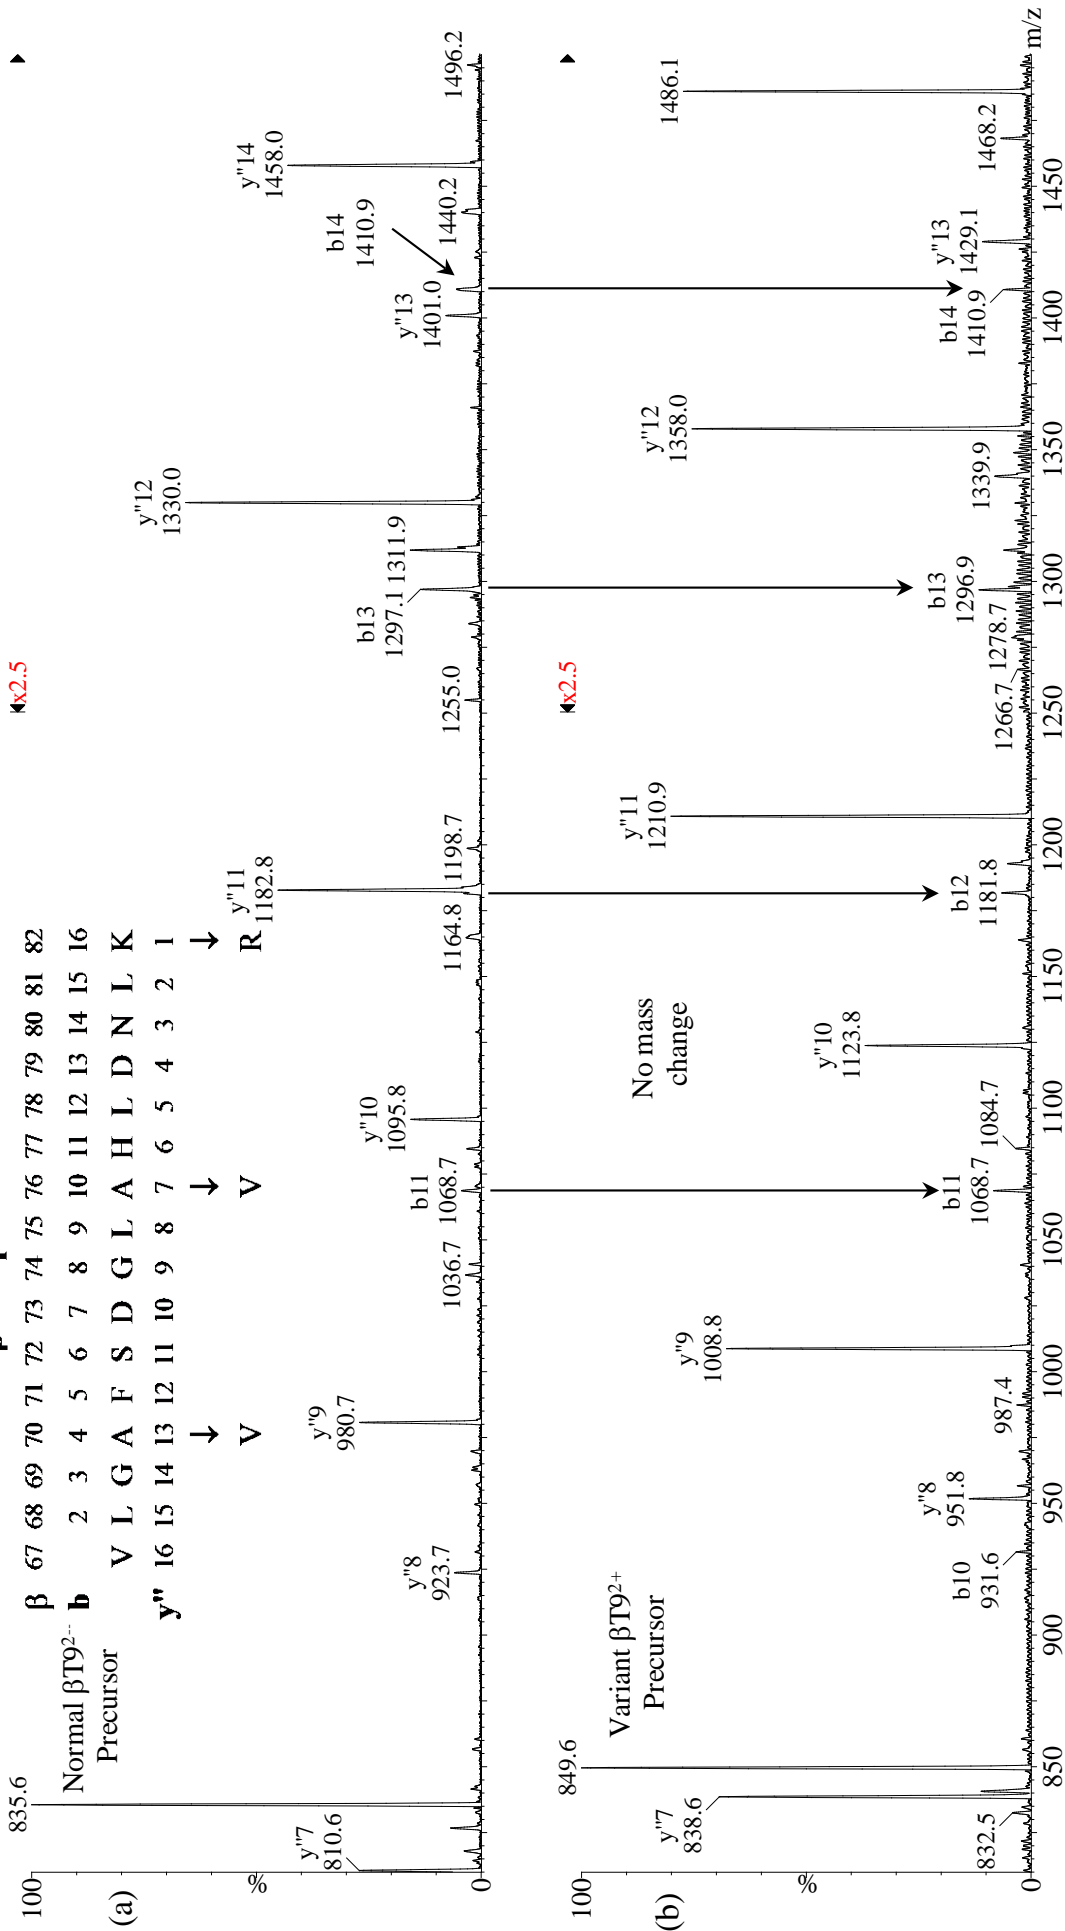 β 67 68 69 70 71 72 73 74 75 76 77 78 79 80 81 82
b 2 3 4 5 6 7 8 9 10 11 12 13 14 15 16
V L G A F S D G L A H L D N L K
y" 16 15 14 13 12 11 10 9 8 7 6 5 4 3 2 1
↓ ↓ ↓
V V R
(a)
100
%
0
Normal βT9²⁻⁻
Precursor
x2.5
835.6
y"7
810.6
y"8
923.7
y"9
980.7
1036.7
b11
1068.7
y"10
1095.8
1164.8
y"11
1182.8
1198.7
1255.0
b13
1297.1
1311.9
y"12
1330.0
y"13
1401.0
b14
1410.9
1440.2
y"14
1458.0
1496.2
(b)
100
%
0
Variant βT9²⁺
Precursor
No mass
change
x2.5
832.5
y"7
838.6
849.6
b10
931.6
y"8
951.8
987.4
y"9
1008.8
b11
1068.7
1084.7
y"10
1123.8
b12
1181.8
y"11
1210.9
1266.7
1278.7
b13
1296.9
1339.9
y"12
1358.0
b14
1410.9
y"13
1429.1
1468.2
1486.1
850 900 950 1000 1050 1100 1150 1200 1250 1300 1350 1400 1450
m/z